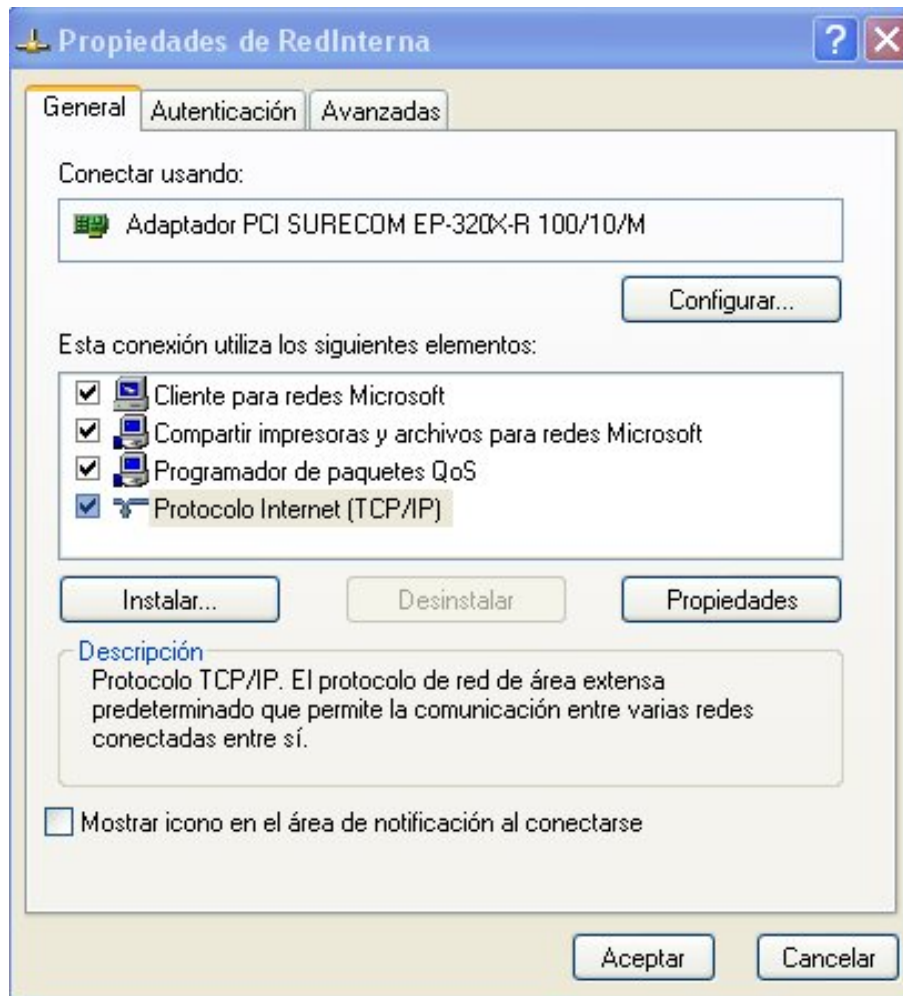 Propiedades de RedInterna
General
Autenticación
Avanzadas
Conectar usando:
Adaptador PCI SURECOM EP-320X-R 100/10/M
Configurar...
Esta conexión utiliza los siguientes elementos:
Cliente para redes Microsoft
Compartir impresoras y archivos para redes Microsoft
Programador de paquetes QoS
Protocolo Internet (TCP/IP)
Instalar...
Desinstalar
Propiedades
Descripción
Protocolo TCP/IP. El protocolo de red de área extensa
predeterminado que permite la comunicación entre varias redes
conectadas entre sí.
Mostrar icono en el área de notificación al conectarse
Aceptar
Cancelar